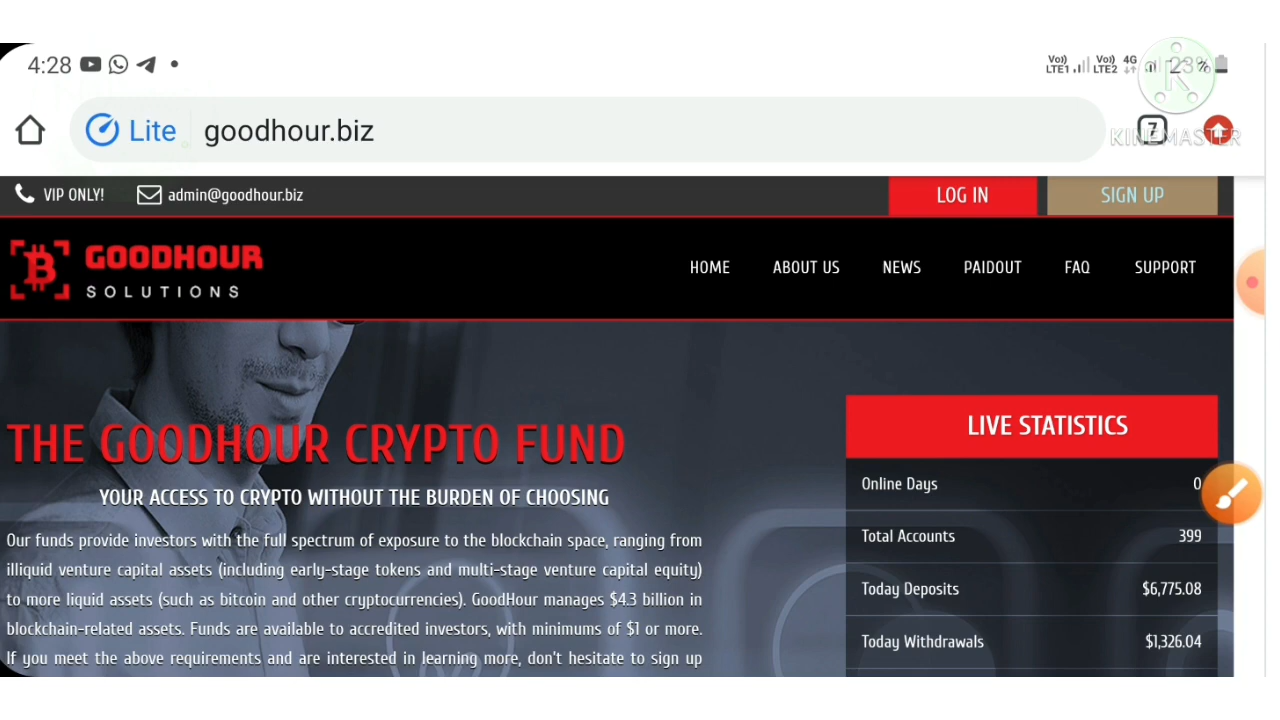 4:28
Vo)) LTE1 Vo)) LTE2 4G 23%
Lite goodhour.biz
7
KINEMASTER
VIP ONLY! admin@goodhour.biz
LOG IN SIGN UP
GOODHOUR
SOLUTIONS
HOME ABOUT US NEWS PAIDOUT FAQ SUPPORT
THE GOODHOUR CRYPTO FUND
YOUR ACCESS TO CRYPTO WITHOUT THE BURDEN OF CHOOSING
Our funds provide investors with the full spectrum of exposure to the blockchain space, ranging from
illiquid venture capital assets (including early-stage tokens and multi-stage venture capital equity)
to more liquid assets (such as bitcoin and other cryptocurrencies). GoodHour manages $4.3 billion in
blockchain-related assets. Funds are available to accredited investors, with minimums of $1 or more.
If you meet the above requirements and are interested in learning more, don't hesitate to sign up
LIVE STATISTICS
Online Days 0
Total Accounts 399
Today Deposits $6,775.08
Today Withdrawals $1,326.04